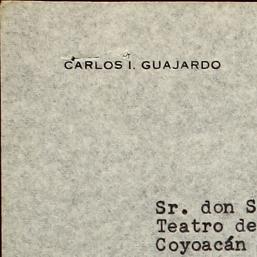 CARLOS I. GUAJARDO
Sr. don S
Teatro de
Coyoacán